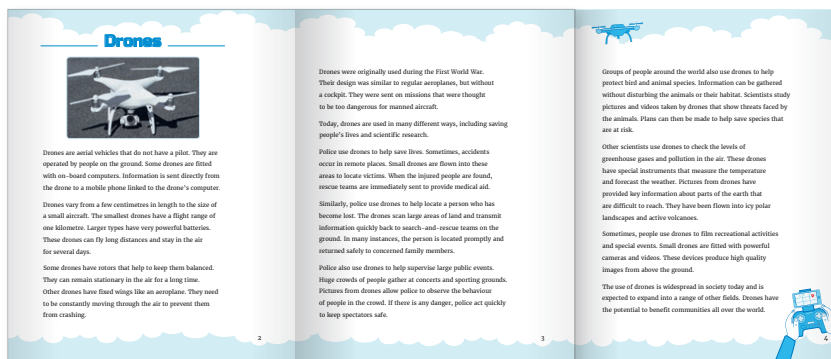 Drones
Drones are aerial vehicles that do not have a pilot. They are
operated by people on the ground. Some drones are fitted
with on-board computers. Information is sent directly from
the drone to a mobile phone linked to the drone's computer.
Drones vary from a few centimetres in length to the size of
a small aircraft. The smallest drones have a flight range of
one kilometre. Larger types have very powerful batteries.
These drones can fly long distances and stay in the air
for several days.
Some drones have rotors that help to keep them balanced.
They can remain stationary in the air for a long time.
Other drones have fixed wings like an aeroplane. They need
to be constantly moving through the air to prevent them
from crashing.
2
Drones were originally used during the First World War.
Their design was similar to regular aeroplanes, but without
a cockpit. They were sent on missions that were thought
to be too dangerous for manned aircraft.
Today, drones are used in many different ways, including saving
people's lives and scientific research.
Police use drones to help save lives. Sometimes, accidents
occur in remote places. Small drones are flown into these
areas to locate victims. When the injured people are found,
rescue teams are immediately sent to provide medical aid.
Similarly, police use drones to help locate a person who has
become lost. The drones scan large areas of land and transmit
information quickly back to search-and-rescue teams on the
ground. In many instances, the person is located promptly and
returned safely to concerned family members.
Police also use drones to help supervise large public events.
Huge crowds of people gather at concerts and sporting grounds.
Pictures from drones allow police to observe the behaviour
of people in the crowd. If there is any danger, police act quickly
to keep spectators safe.
3
Groups of people around the world also use drones to help
protect bird and animal species. Information can be gathered
without disturbing the animals or their habitat. Scientists study
pictures and videos taken by drones that show threats faced by
the animals. Plans can then be made to help save species that
are at risk.
Other scientists use drones to check the levels of
greenhouse gases and pollution in the air. These drones
have special instruments that measure the temperature
and forecast the weather. Pictures from drones have
provided key information about parts of the earth that
are difficult to reach. They have been flown into icy polar
landscapes and active volcanoes.
Sometimes, people use drones to film recreational activities
and special events. Small drones are fitted with powerful
cameras and videos. These devices produce high quality
images from above the ground.
The use of drones is widespread in society today and is
expected to expand into a range of other fields. Drones have
the potential to benefit communities all over the world.
4